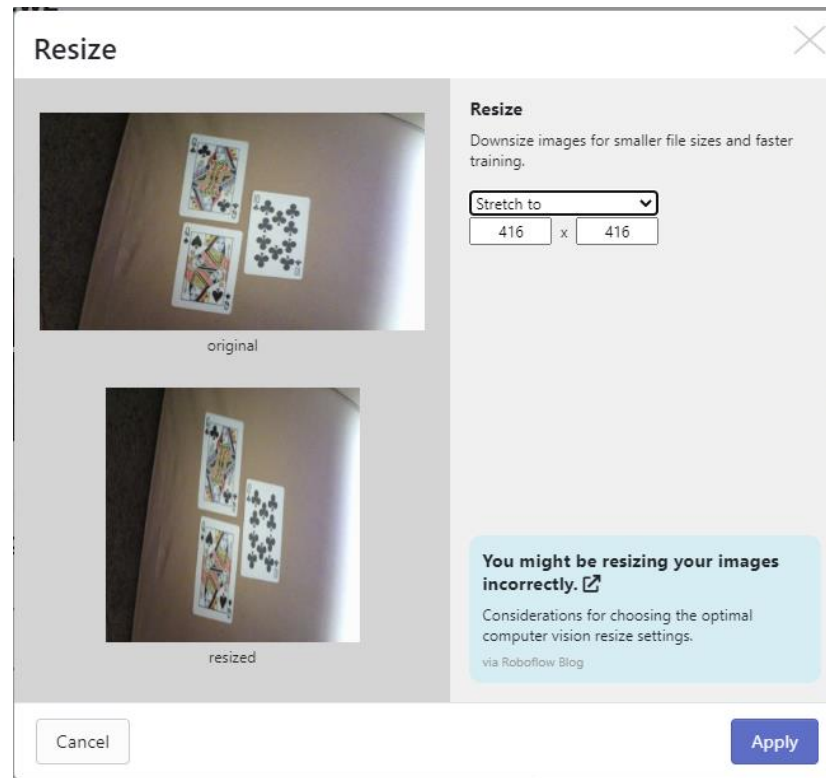 Resize
original
resized
Resize
Downsize images for smaller file sizes and faster
training.
Stretch to
416 x 416
You might be resizing your images
incorrectly.
Considerations for choosing the optimal
computer vision resize settings.
via Roboflow Blog
Cancel
Apply